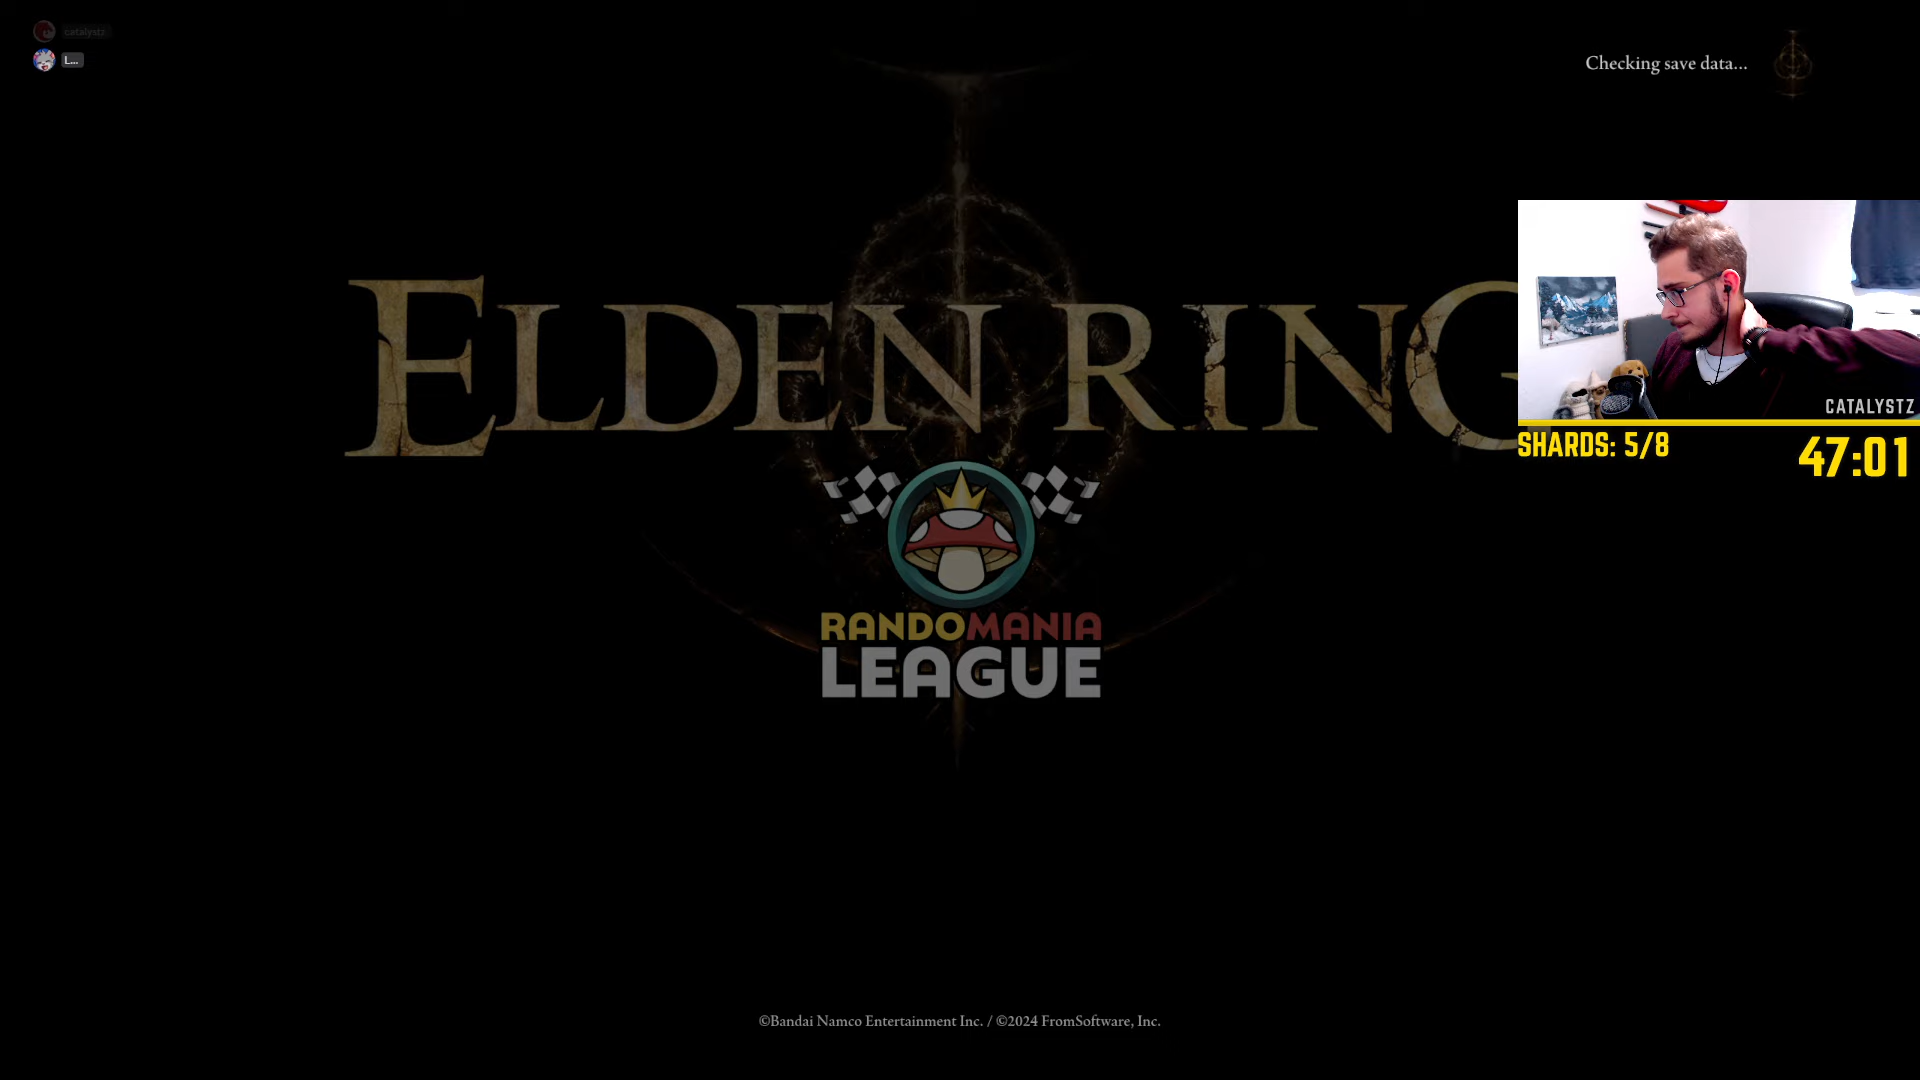 catalystz
L...
Checking save data...
ELDEN RING
CATALYSTZ
SHARDS: 5/8
47:01
RANDOMANIA
LEAGUE
©Bandai Namco Entertainment Inc. / ©2024 FromSoftware, Inc.